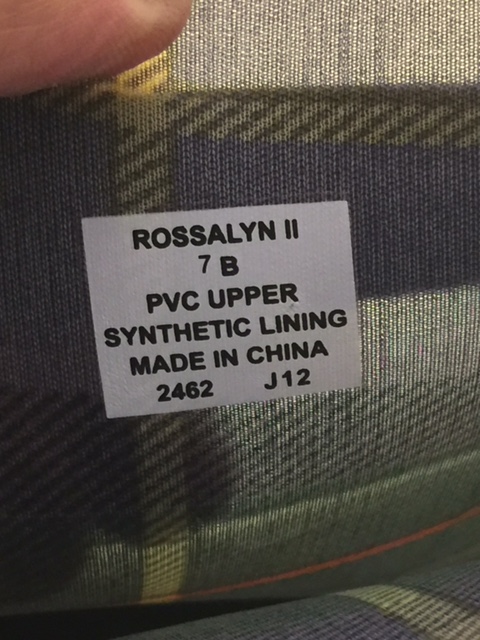 ROSSALYN II
7 B
PVC UPPER
SYNTHETIC LINING
MADE IN CHINA
2462 J12